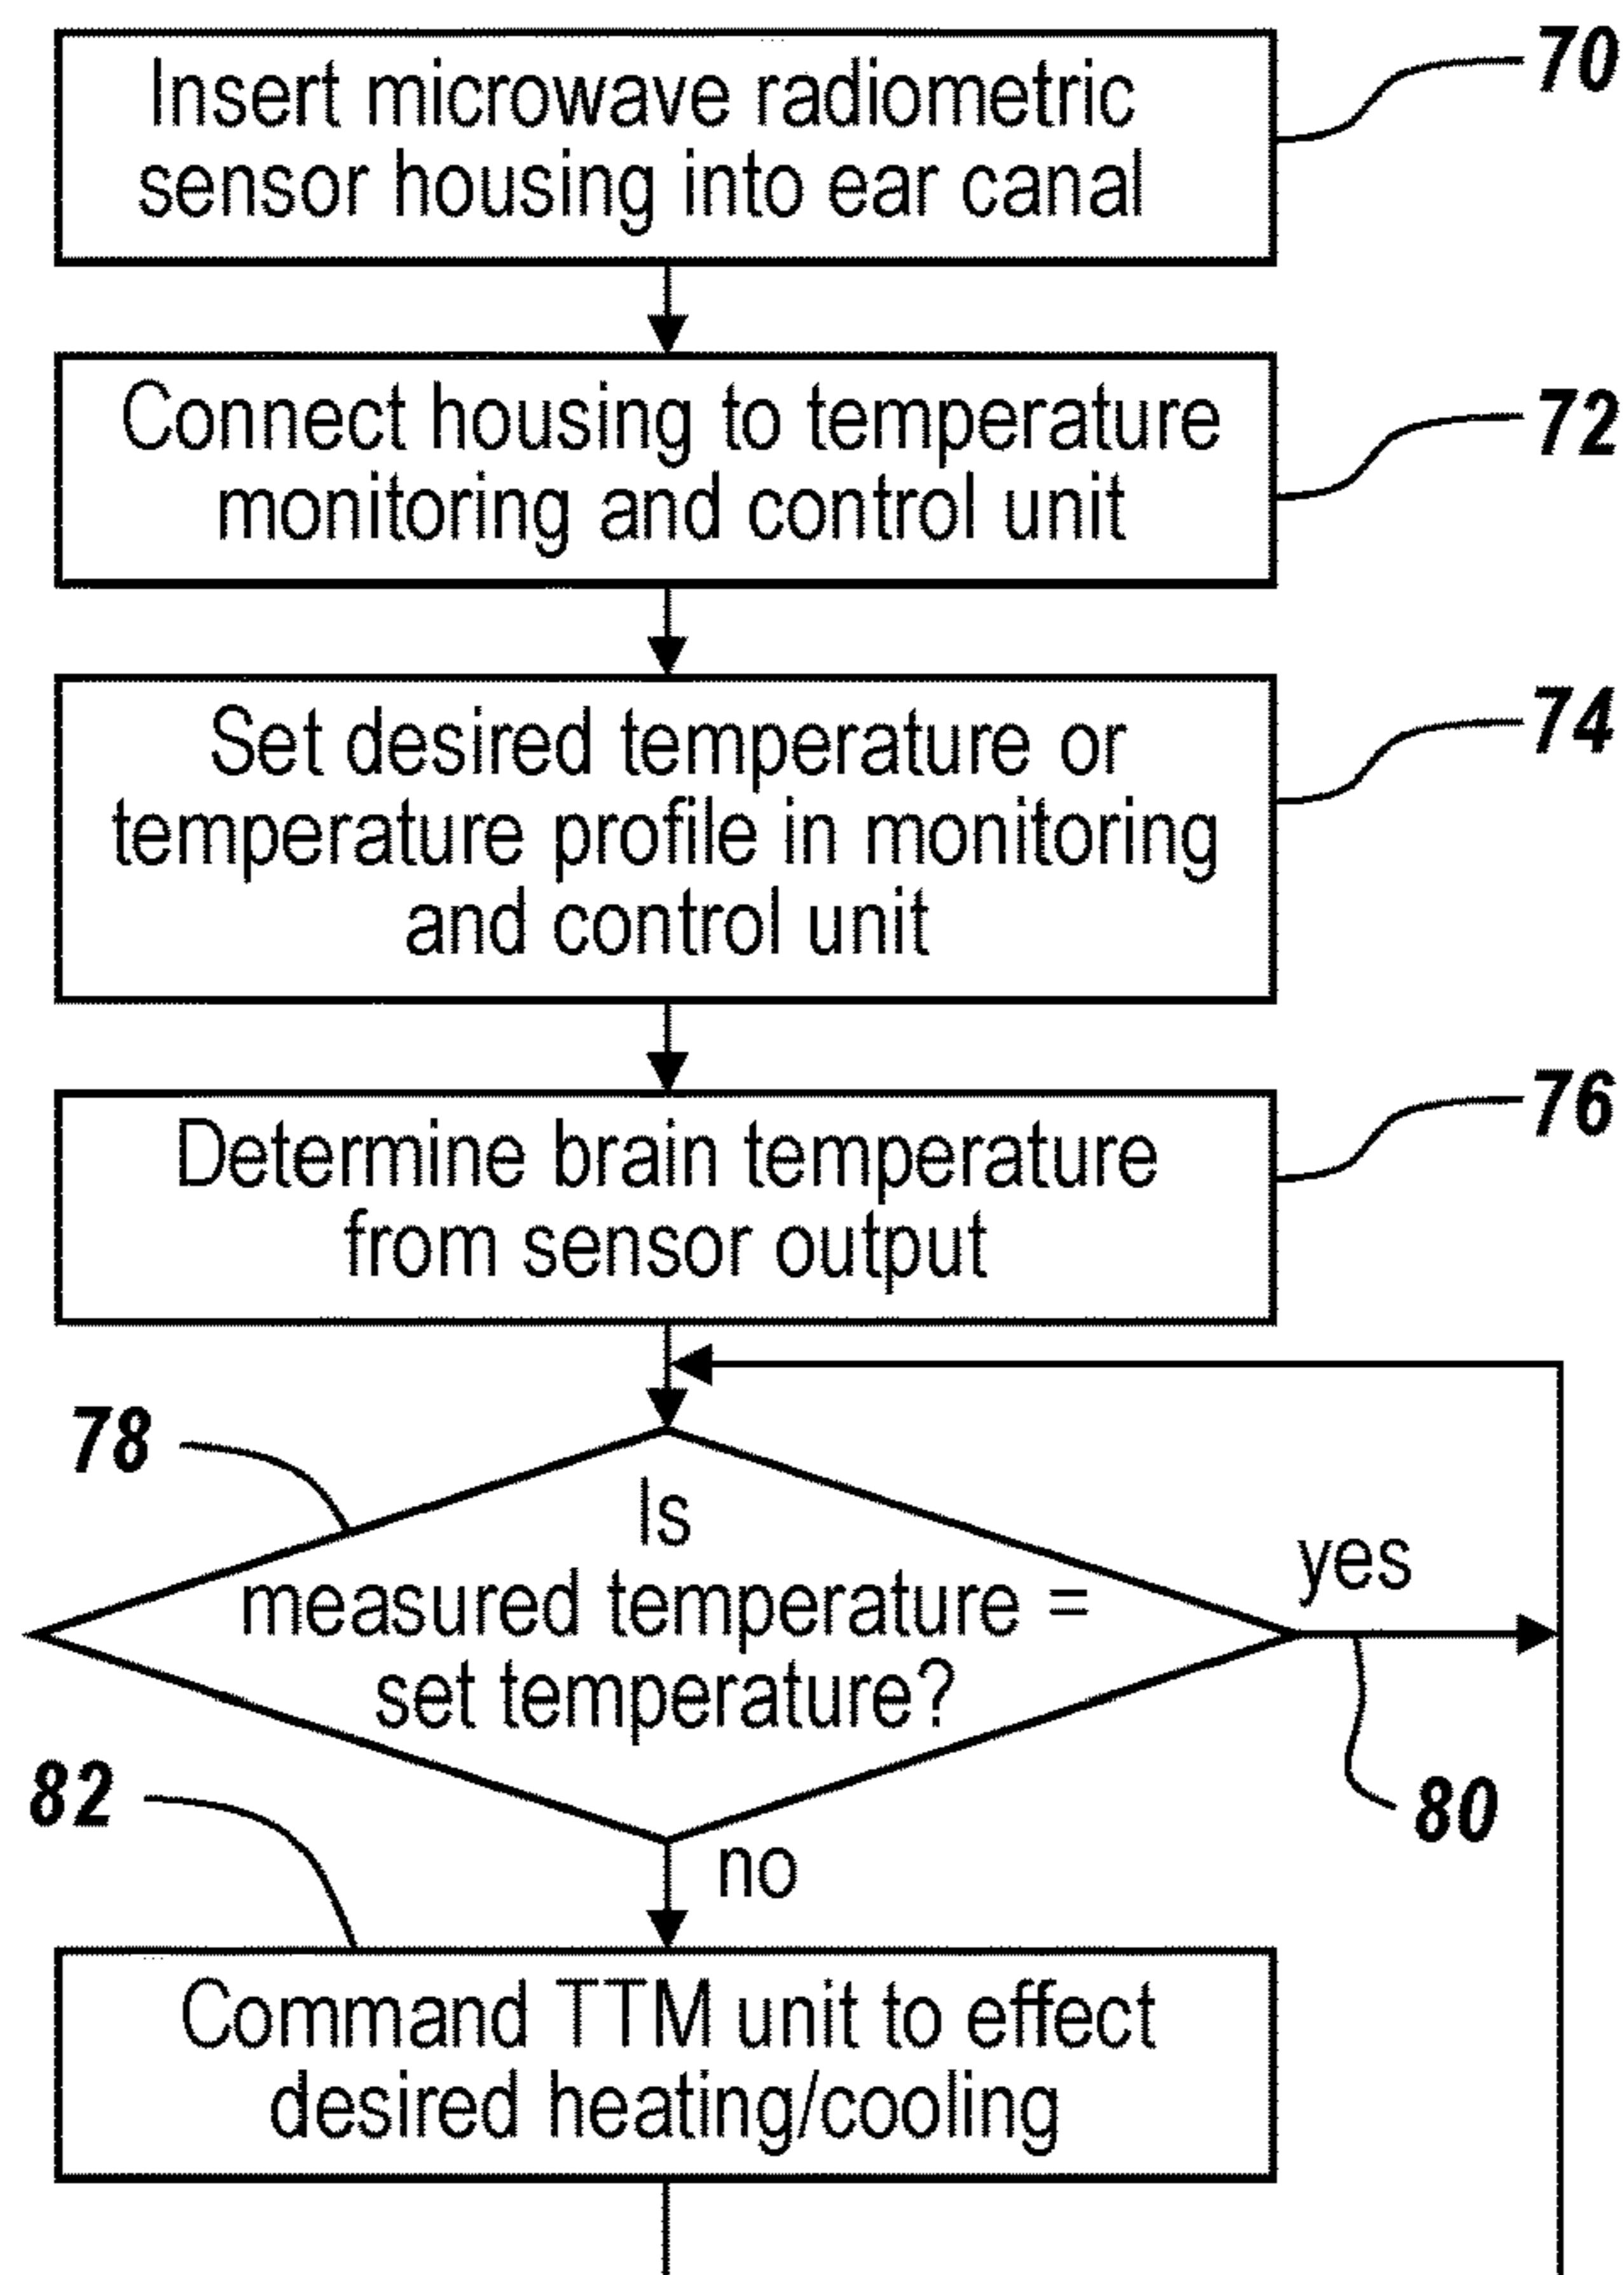 Insert microwave radiometric
sensor housing into ear canal
70
Connect housing to temperature
monitoring and control unit
72
Set desired temperature or
temperature profile in monitoring
and control unit
74
Determine brain temperature
from sensor output
76
78
Is
measured temperature =
set temperature?
yes
80
no
82
Command TTM unit to effect
desired heating/cooling